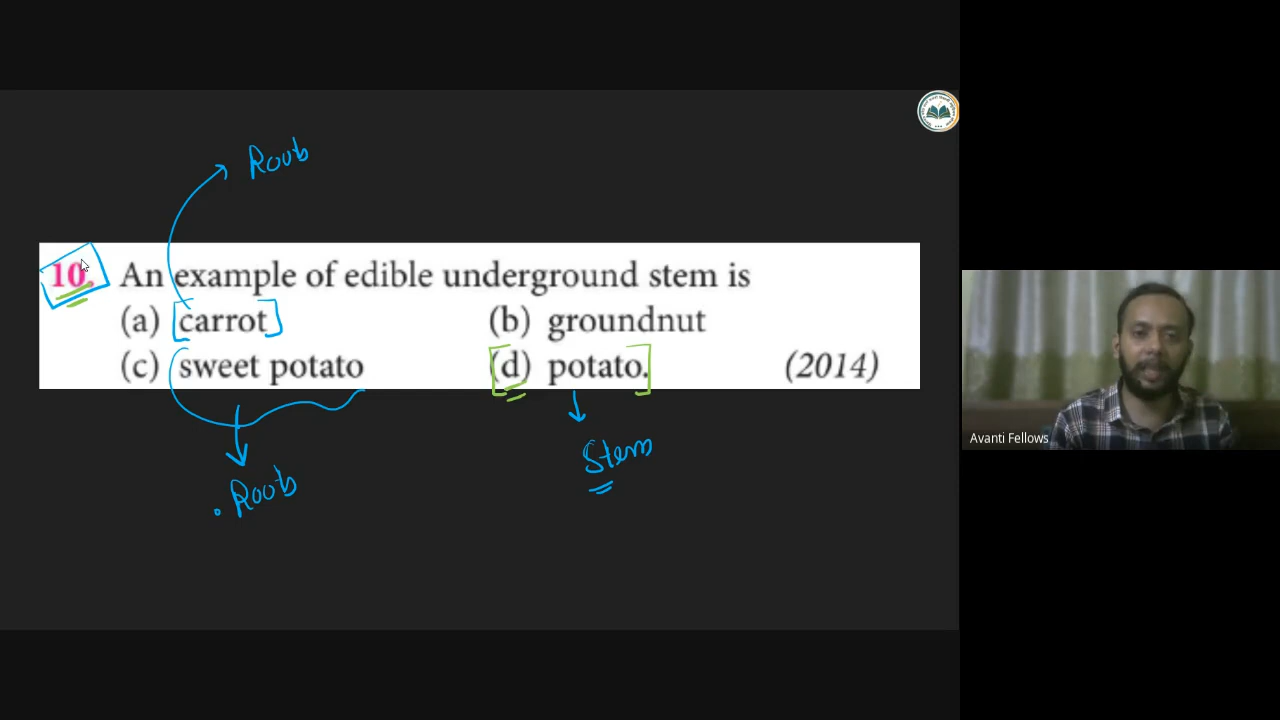 Root
10. An example of edible underground stem is
(a) carrot (b) groundnut
(c) sweet potato (d) potato. (2014)
Stem
Root
Avanti Fellows